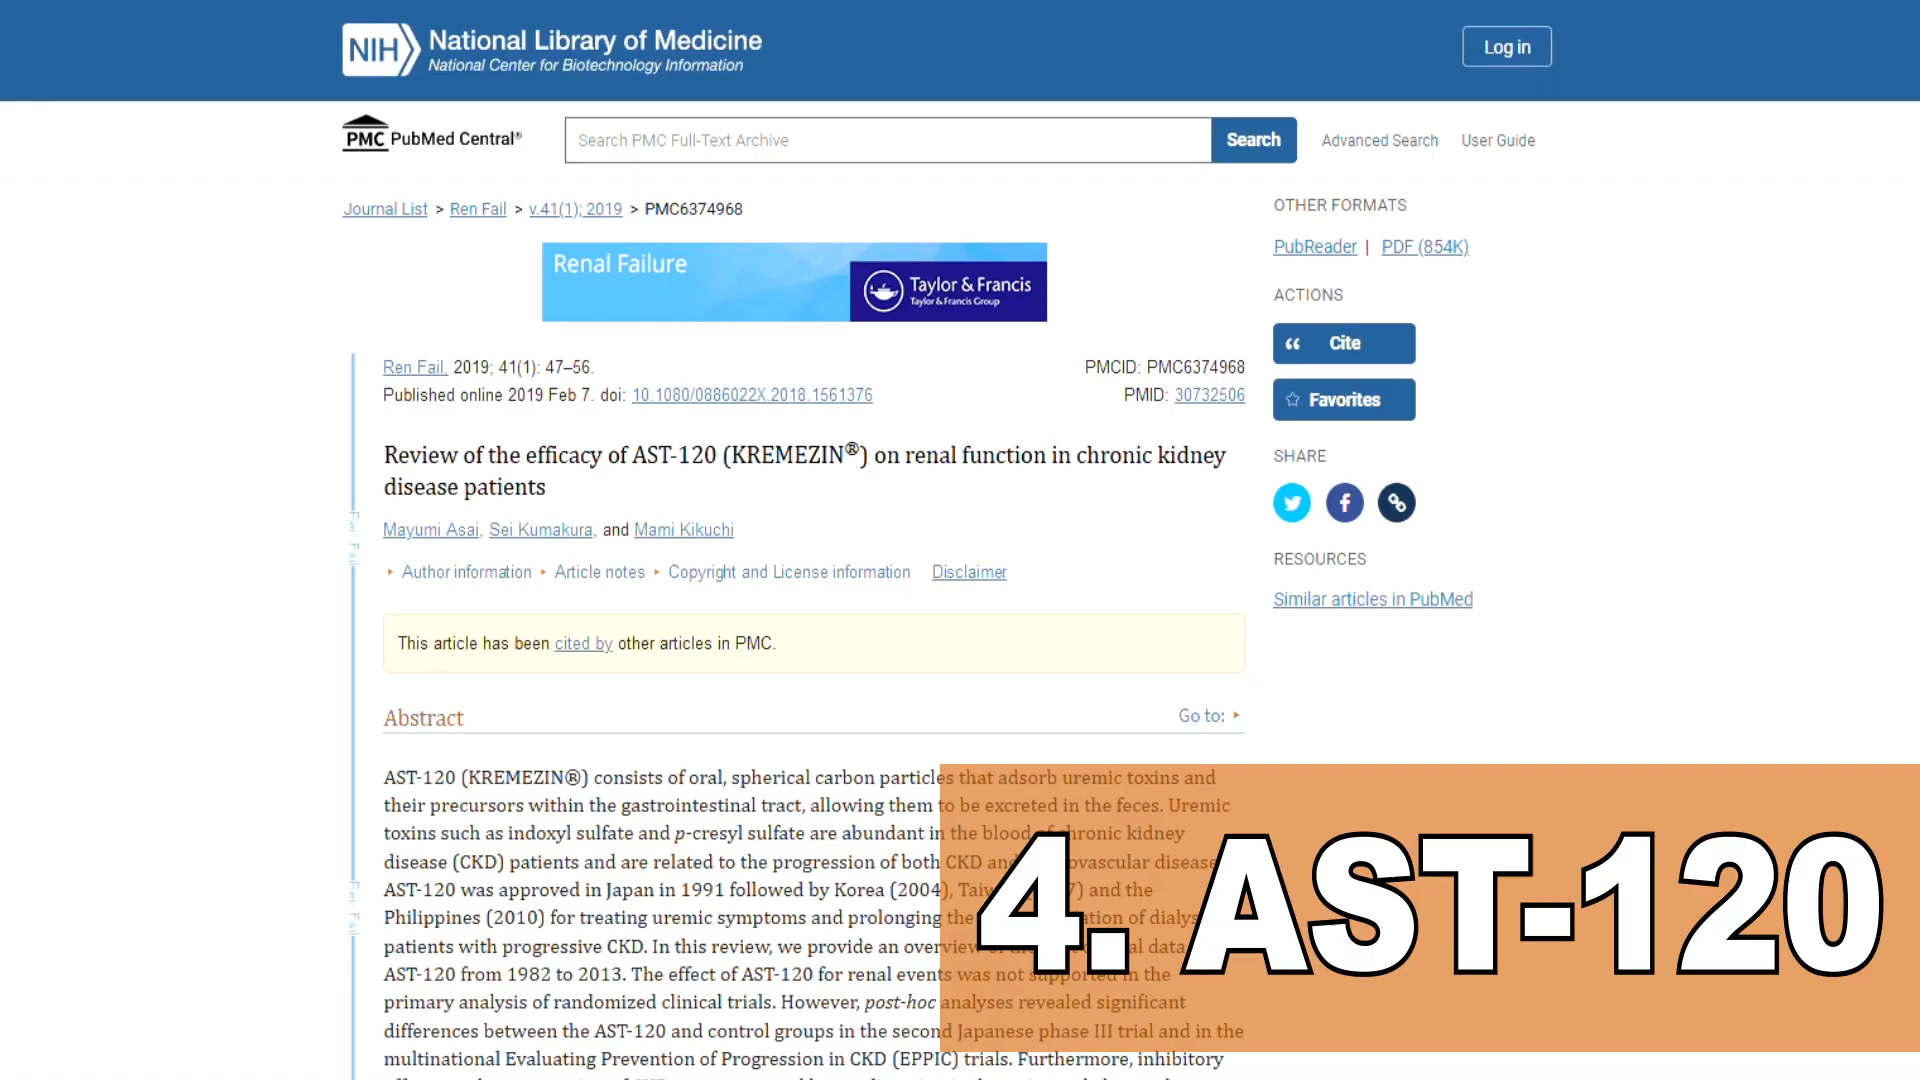 NIH National Library of Medicine
National Center for Biotechnology Information
Log in
PMC PubMed Central®
Search PMC Full-Text Archive
Search
Advanced Search
User Guide
Journal List > Ren Fail > v.41(1); 2019 > PMC6374968
Renal Failure
Taylor & Francis
Taylor & Francis Group
Ren Fail. 2019; 41(1): 47–56.
PMCID: PMC6374968
Published online 2019 Feb 7. doi: 10.1080/0886022X.2018.1561376
PMID: 30732506
Review of the efficacy of AST-120 (KREMEZIN®) on renal function in chronic kidney
disease patients
Mayumi Asai, Sei Kumakura, and Mami Kikuchi
Author information
Article notes
Copyright and License information
Disclaimer
This article has been cited by other articles in PMC.
Abstract
Go to:
AST-120 (KREMEZIN®) consists of oral, spherical carbon particles that adsorb uremic toxins and
their precursors within the gastrointestinal tract, allowing them to be excreted in the feces. Uremic
toxins such as indoxyl sulfate and p-cresyl sulfate are abundant in the blood of chronic kidney
disease (CKD) patients and are related to the progression of both CKD and disease
AST-120 was approved in Japan in 1991 followed by Korea (2004), and the
Philippines (2010) for treating uremic symptoms and prolonging the of
patients with progressive CKD. In this review, we provide an data
AST-120 from 1982 to 2013. The effect of AST-120 for renal events was not supported in the
primary analysis of randomized clinical trials. However, post-hoc analyses revealed significant
differences between the AST-120 and control groups in the second Japanese phase III trial and in the
multinational Evaluating Prevention of Progression in CKD (EPPIC) trials. Furthermore, inhibitory
OTHER FORMATS
PubReader | PDF (854K)
ACTIONS
Cite
Favorites
SHARE
RESOURCES
Similar articles in PubMed
4. AST-120